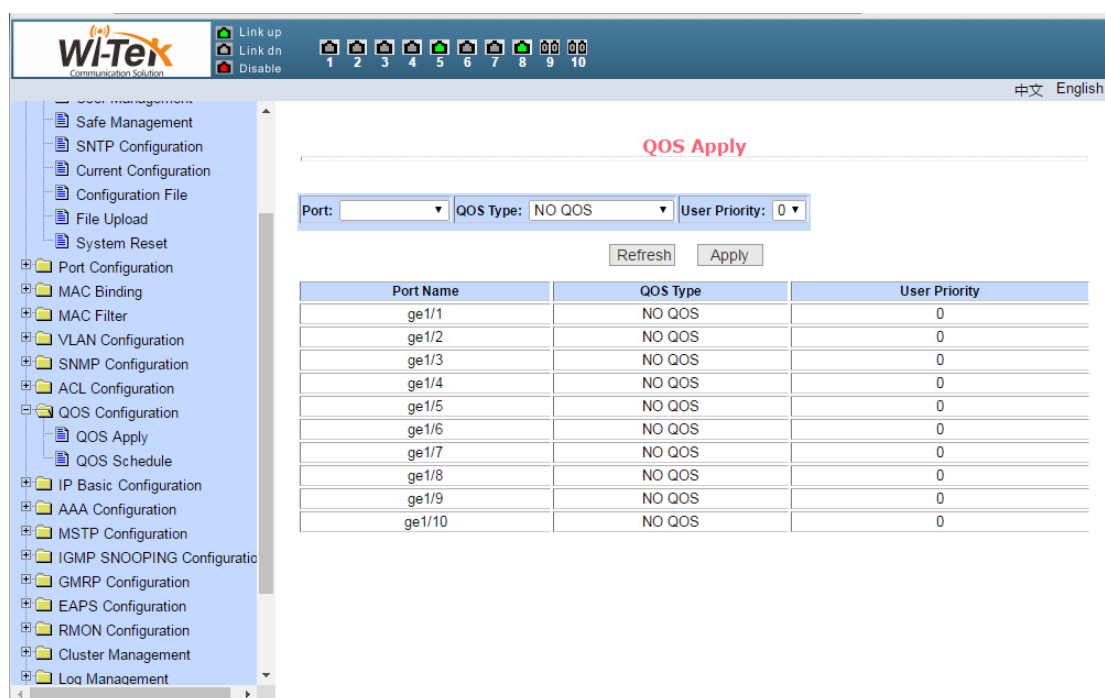 ((o))
WI-TEK
Communication Solution
Link up
Link dn
Disable
1 2 3 4 5 6 7 8 9 10
中文 English
User Management
Safe Management
SNTP Configuration
Current Configuration
Configuration File
File Upload
System Reset
Port Configuration
MAC Binding
MAC Filter
VLAN Configuration
SNMP Configuration
ACL Configuration
QOS Configuration
QOS Apply
QOS Schedule
IP Basic Configuration
AAA Configuration
MSTP Configuration
IGMP SNOOPING Configuratio
GMRP Configuration
EAPS Configuration
RMON Configuration
Cluster Management
Log Management
QOS Apply
Port: QOS Type: NO QOS User Priority: 0
Refresh Apply
Port Name QOS Type User Priority
ge1/1 NO QOS 0
ge1/2 NO QOS 0
ge1/3 NO QOS 0
ge1/4 NO QOS 0
ge1/5 NO QOS 0
ge1/6 NO QOS 0
ge1/7 NO QOS 0
ge1/8 NO QOS 0
ge1/9 NO QOS 0
ge1/10 NO QOS 0